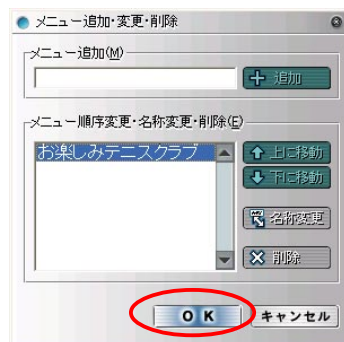 メニュー追加・変更・削除
メニュー追加(M)
追加
メニュー順序変更・名称変更・削除(E)
お楽しみテニスクラブ
上に移動
下に移動
名称変更
削除
OK
キャンセル